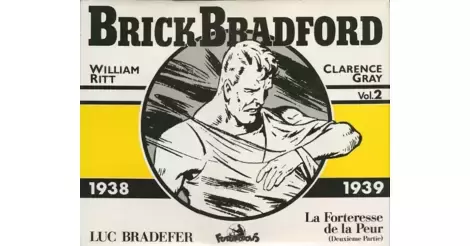 BRICK BRADFORD
WILLIAM
RITT
CLARENCE
GRAY
Vol.2
1938
1939
La Forteresse
de la Peur
(Deuxième Partie)
LUC BRADEFER
FUTUROPOLIS